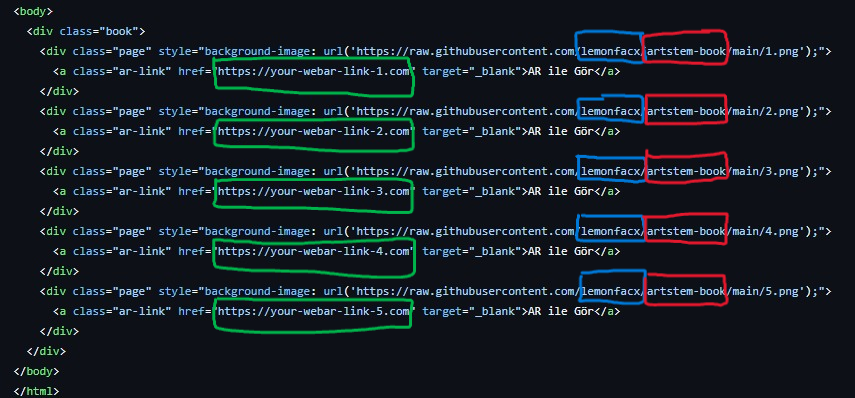 <body>
<div class="book">
<div class="page" style="background-image: url('https://raw.githubusercontent.com/lemonfacx/artstem-book/main/1.png');">
<a class="ar-link" href="https://your-webar-link-1.com" target="_blank">AR ile Gör</a>
</div>
<div class="page" style="background-image: url('https://raw.githubusercontent.com/lemonfacx/artstem-book/main/2.png');">
<a class="ar-link" href="https://your-webar-link-2.com" target="_blank">AR ile Gör</a>
</div>
<div class="page" style="background-image: url('https://raw.githubusercontent.com/lemonfacx/artstem-book/main/3.png');">
<a class="ar-link" href="https://your-webar-link-3.com" target="_blank">AR ile Gör</a>
</div>
<div class="page" style="background-image: url('https://raw.githubusercontent.com/lemonfacx/artstem-book/main/4.png');">
<a class="ar-link" href="https://your-webar-link-4.com" target="_blank">AR ile Gör</a>
</div>
<div class="page" style="background-image: url('https://raw.githubusercontent.com/lemonfacx/artstem-book/main/5.png');">
<a class="ar-link" href="https://your-webar-link-5.com" target="_blank">AR ile Gör</a>
</div>
</div>
</body>
</html>